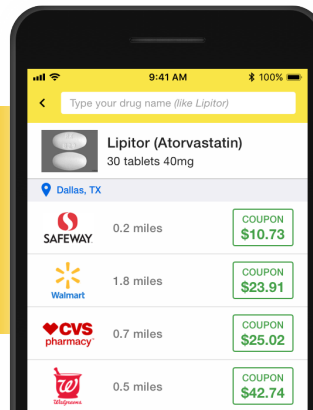 9:41 AM
100%
Type your drug name (like Lipitor)
Lipitor (Atorvastatin)
30 tablets 40mg
Dallas, TX
SAFEWAY
0.2 miles
COUPON
$10.73
Walmart
1.8 miles
COUPON
$23.91
CVS
pharmacy
0.7 miles
COUPON
$25.02
W
Walgreens
0.5 miles
COUPON
$42.74